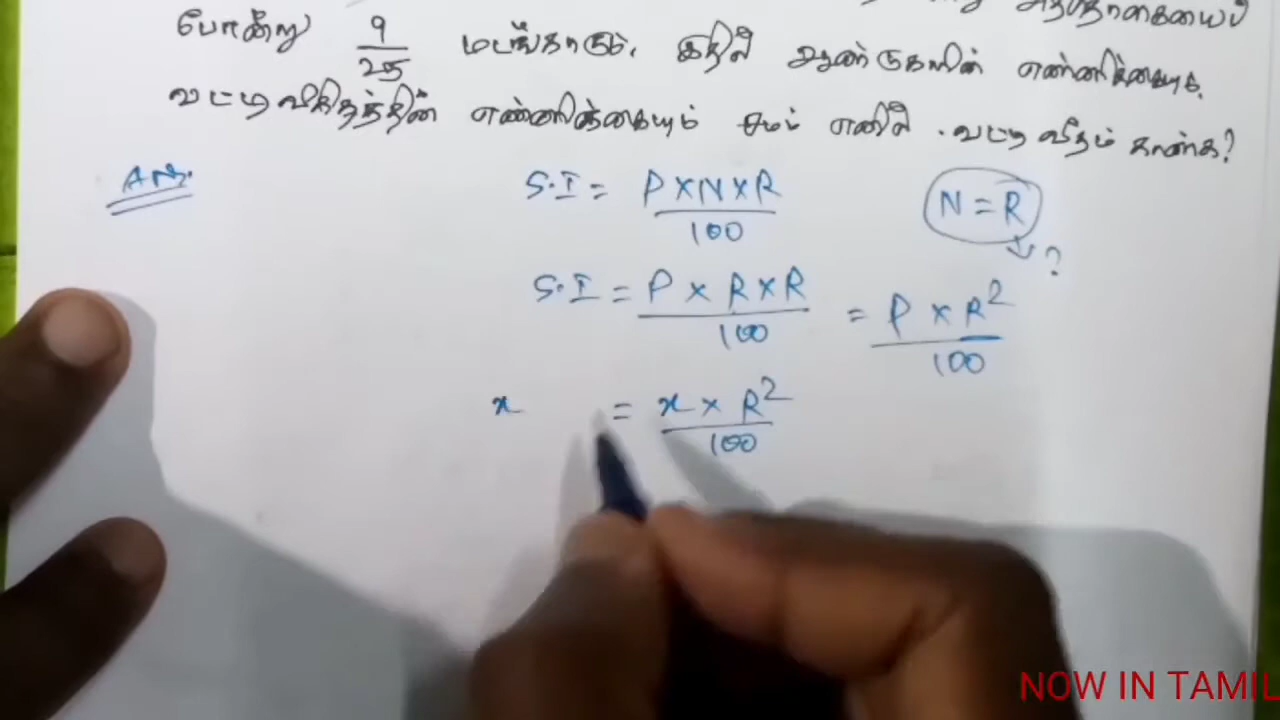 அசல்தொகையைப்
போன்று 9/25 மடங்காகும். இதில் ஆண்டுகளின் எண்ணிக்கையும்,
வட்டி வீதத்தின் எண்ணிக்கையும் சமம் எனில் வட்டி வீதம் காண்க?
Ans.
S.I = P×N×R/100
N = R
?
S.I = P × R × R/100 = P × R²/100
x = x × R²/100
NOW IN TAMIL